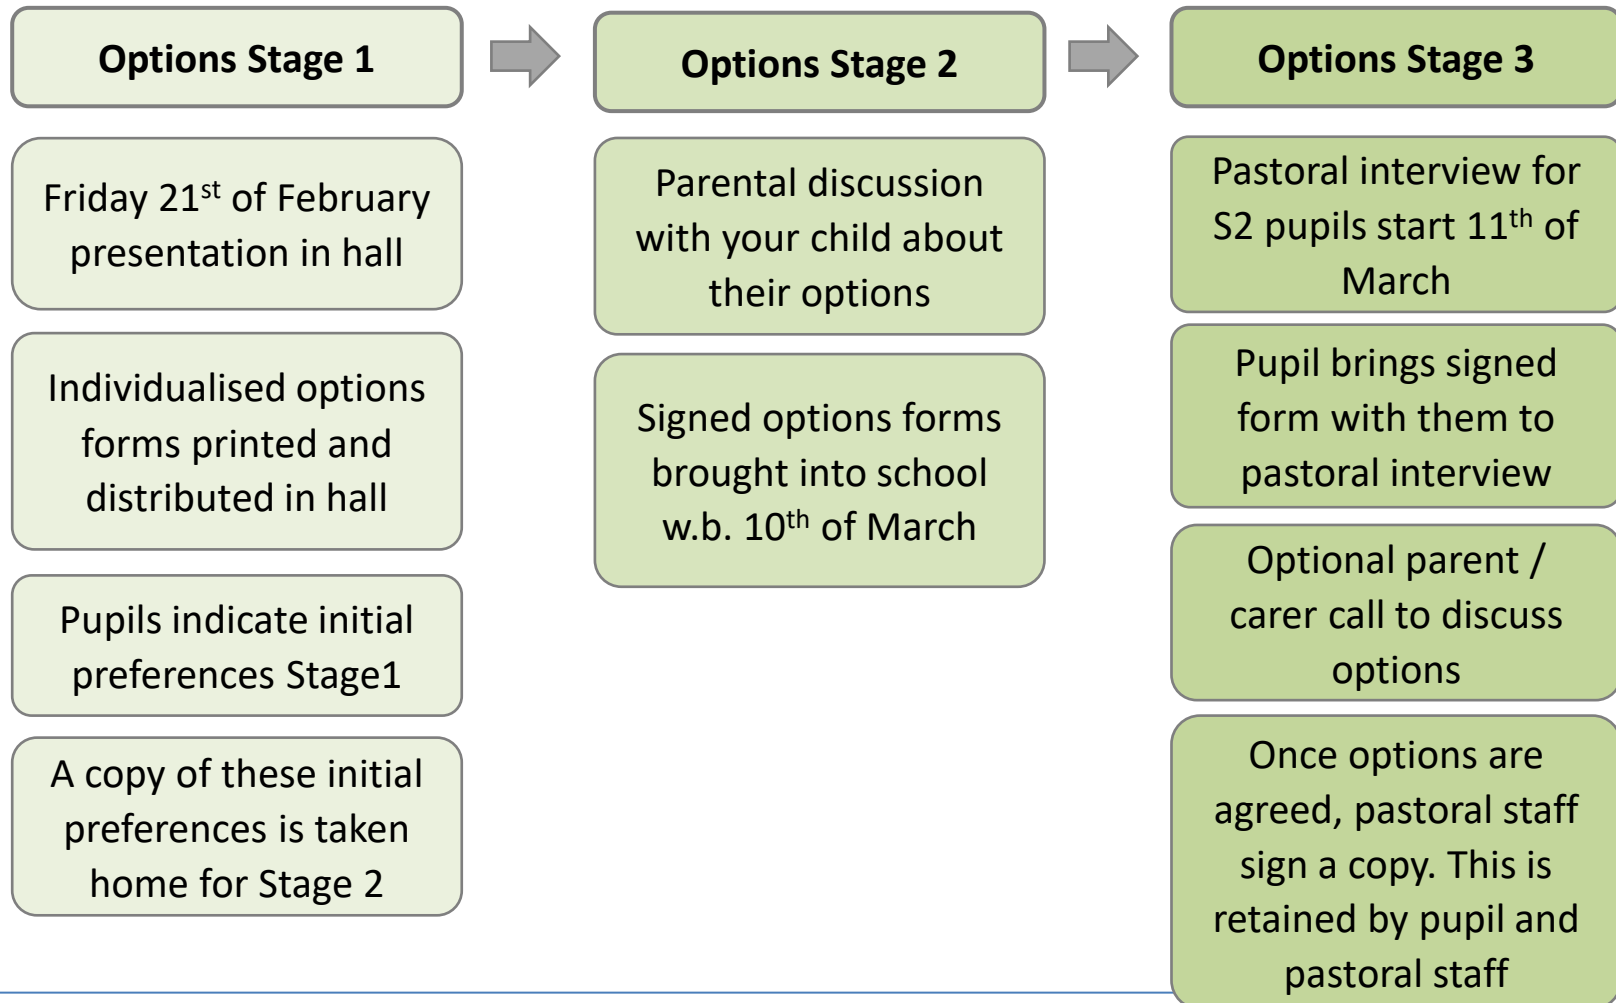 Options Stage 1
Friday 21st of February
presentation in hall
Individualised options
forms printed and
distributed in hall
Pupils indicate initial
preferences Stage1
A copy of these initial
preferences is taken
home for Stage 2
Options Stage 2
Parental discussion
with your child about
their options
Signed options forms
brought into school
w.b. 10th of March
Options Stage 3
Pastoral interview for
S2 pupils start 11th of
March
Pupil brings signed
form with them to
pastoral interview
Optional parent /
carer call to discuss
options
Once options are
agreed, pastoral staff
sign a copy. This is
retained by pupil and
pastoral staff